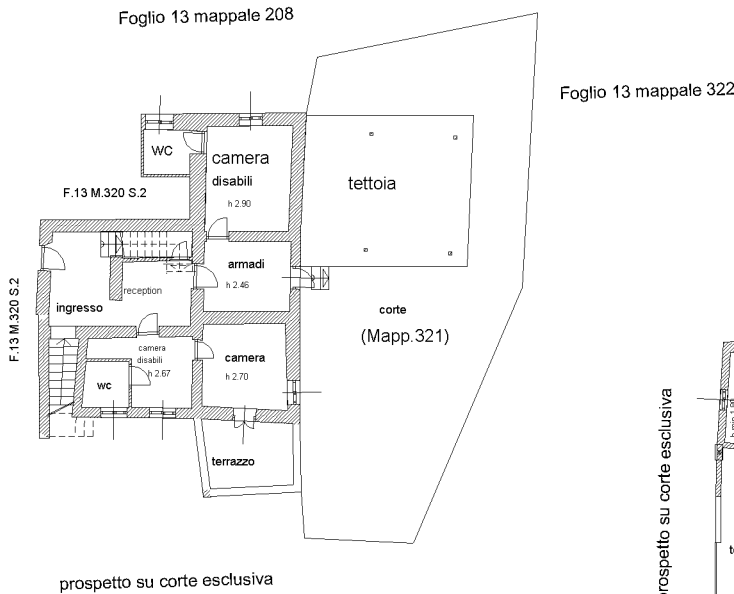 Foglio 13 mappale 208
Foglio 13 mappale 322
WC
camera
disabili
h 2.90
tettoia
F.13 M.320 S.2
armadi
h 2.46
reception
ingresso
F.13 M.320 S.2
corte
(Mapp.321)
camera
disabili
h 2.67
camera
h 2.70
wc
terrazzo
prospetto su corte esclusiva
prospetto su corte esclusiva